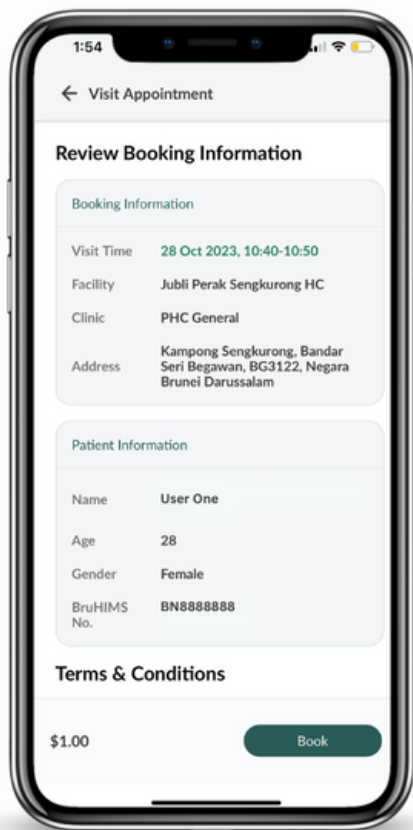 1:54
← Visit Appointment
Review Booking Information
Booking Information
Visit Time 28 Oct 2023, 10:40-10:50
Facility Jubli Perak Sengkurong HC
Clinic PHC General
Address Kampong Sengkurong, Bandar
Seri Begawan, BG3122, Negara
Brunei Darussalam
Patient Information
Name User One
Age 28
Gender Female
BruHIMS BN8888888
No.
Terms & Conditions
$1.00 Book